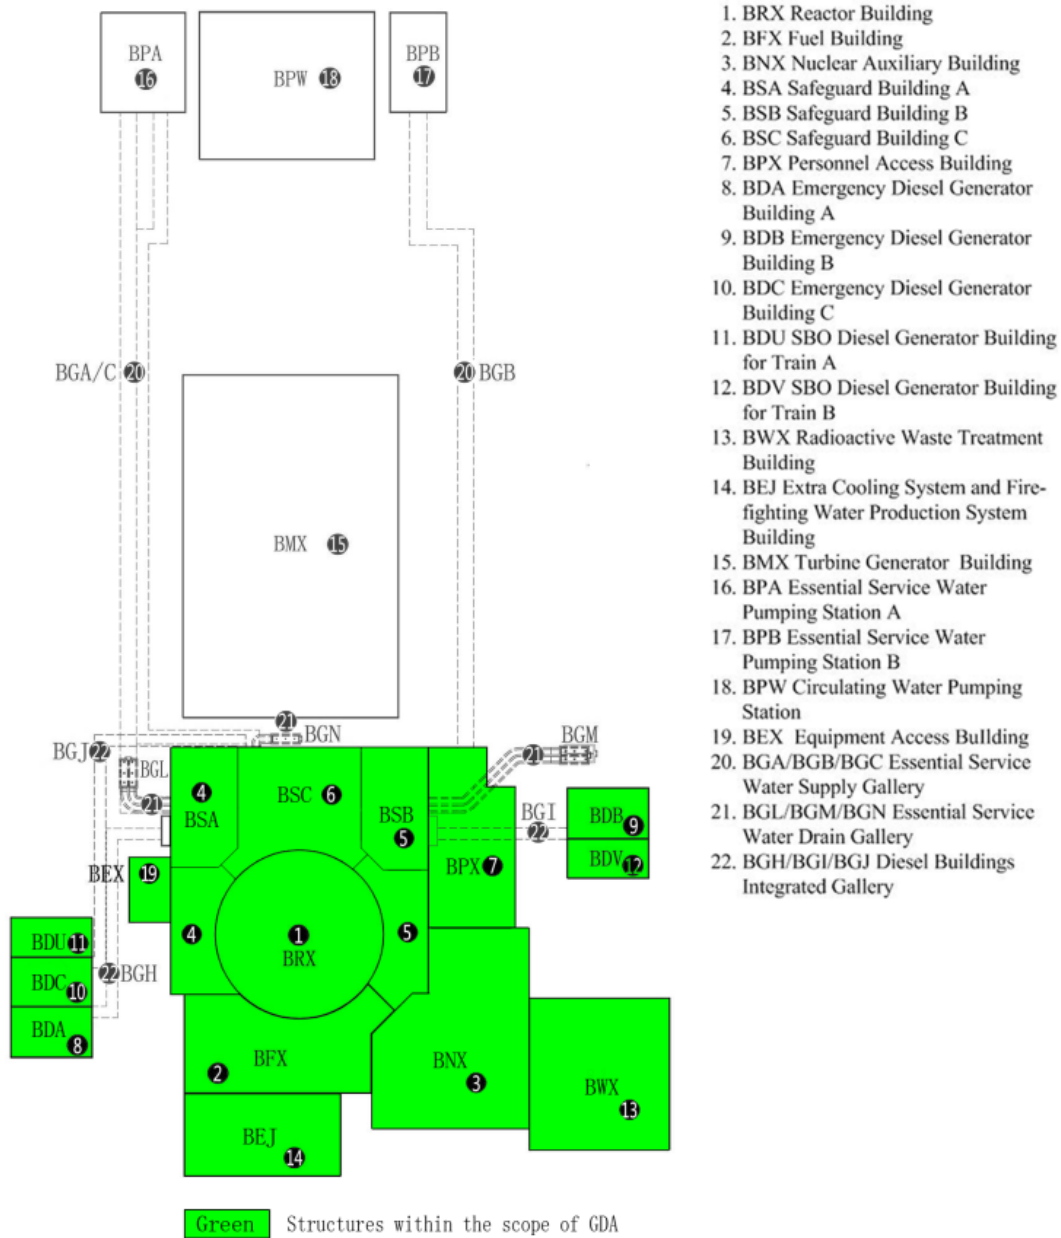 BPA
16
BPW 18
BPB
17
BGA/C 20
20 BGB
BMX 15
21
BGN
BGJ 22
BGL
21
21
BGM
4
BSA
BSC 6
BSB
5
BGI
22
BDB 9
BDV 12
BEX 19
BPX 7
4
1
BRX
5
BDU 11
BDC 10
BDA 8
22 BGH
BFX
2
BNX
3
BWX
13
BEJ
14
Green Structures within the scope of GDA
1. BRX Reactor Building
2. BFX Fuel Building
3. BNX Nuclear Auxiliary Building
4. BSA Safeguard Building A
5. BSB Safeguard Building B
6. BSC Safeguard Building C
7. BPX Personnel Access Building
8. BDA Emergency Diesel Generator
Building A
9. BDB Emergency Diesel Generator
Building B
10. BDC Emergency Diesel Generator
Building C
11. BDU SBO Diesel Generator Building
for Train A
12. BDV SBO Diesel Generator Building
for Train B
13. BWX Radioactive Waste Treatment
Building
14. BEJ Extra Cooling System and Fire-
fighting Water Production System
Building
15. BMX Turbine Generator Building
16. BPA Essential Service Water
Pumping Station A
17. BPB Essential Service Water
Pumping Station B
18. BPW Circulating Water Pumping
Station
19. BEX Equipment Access Building
20. BGA/BGB/BGC Essential Service
Water Supply Gallery
21. BGL/BGM/BGN Essential Service
Water Drain Gallery
22. BGH/BGI/BGJ Diesel Buildings
Integrated Gallery